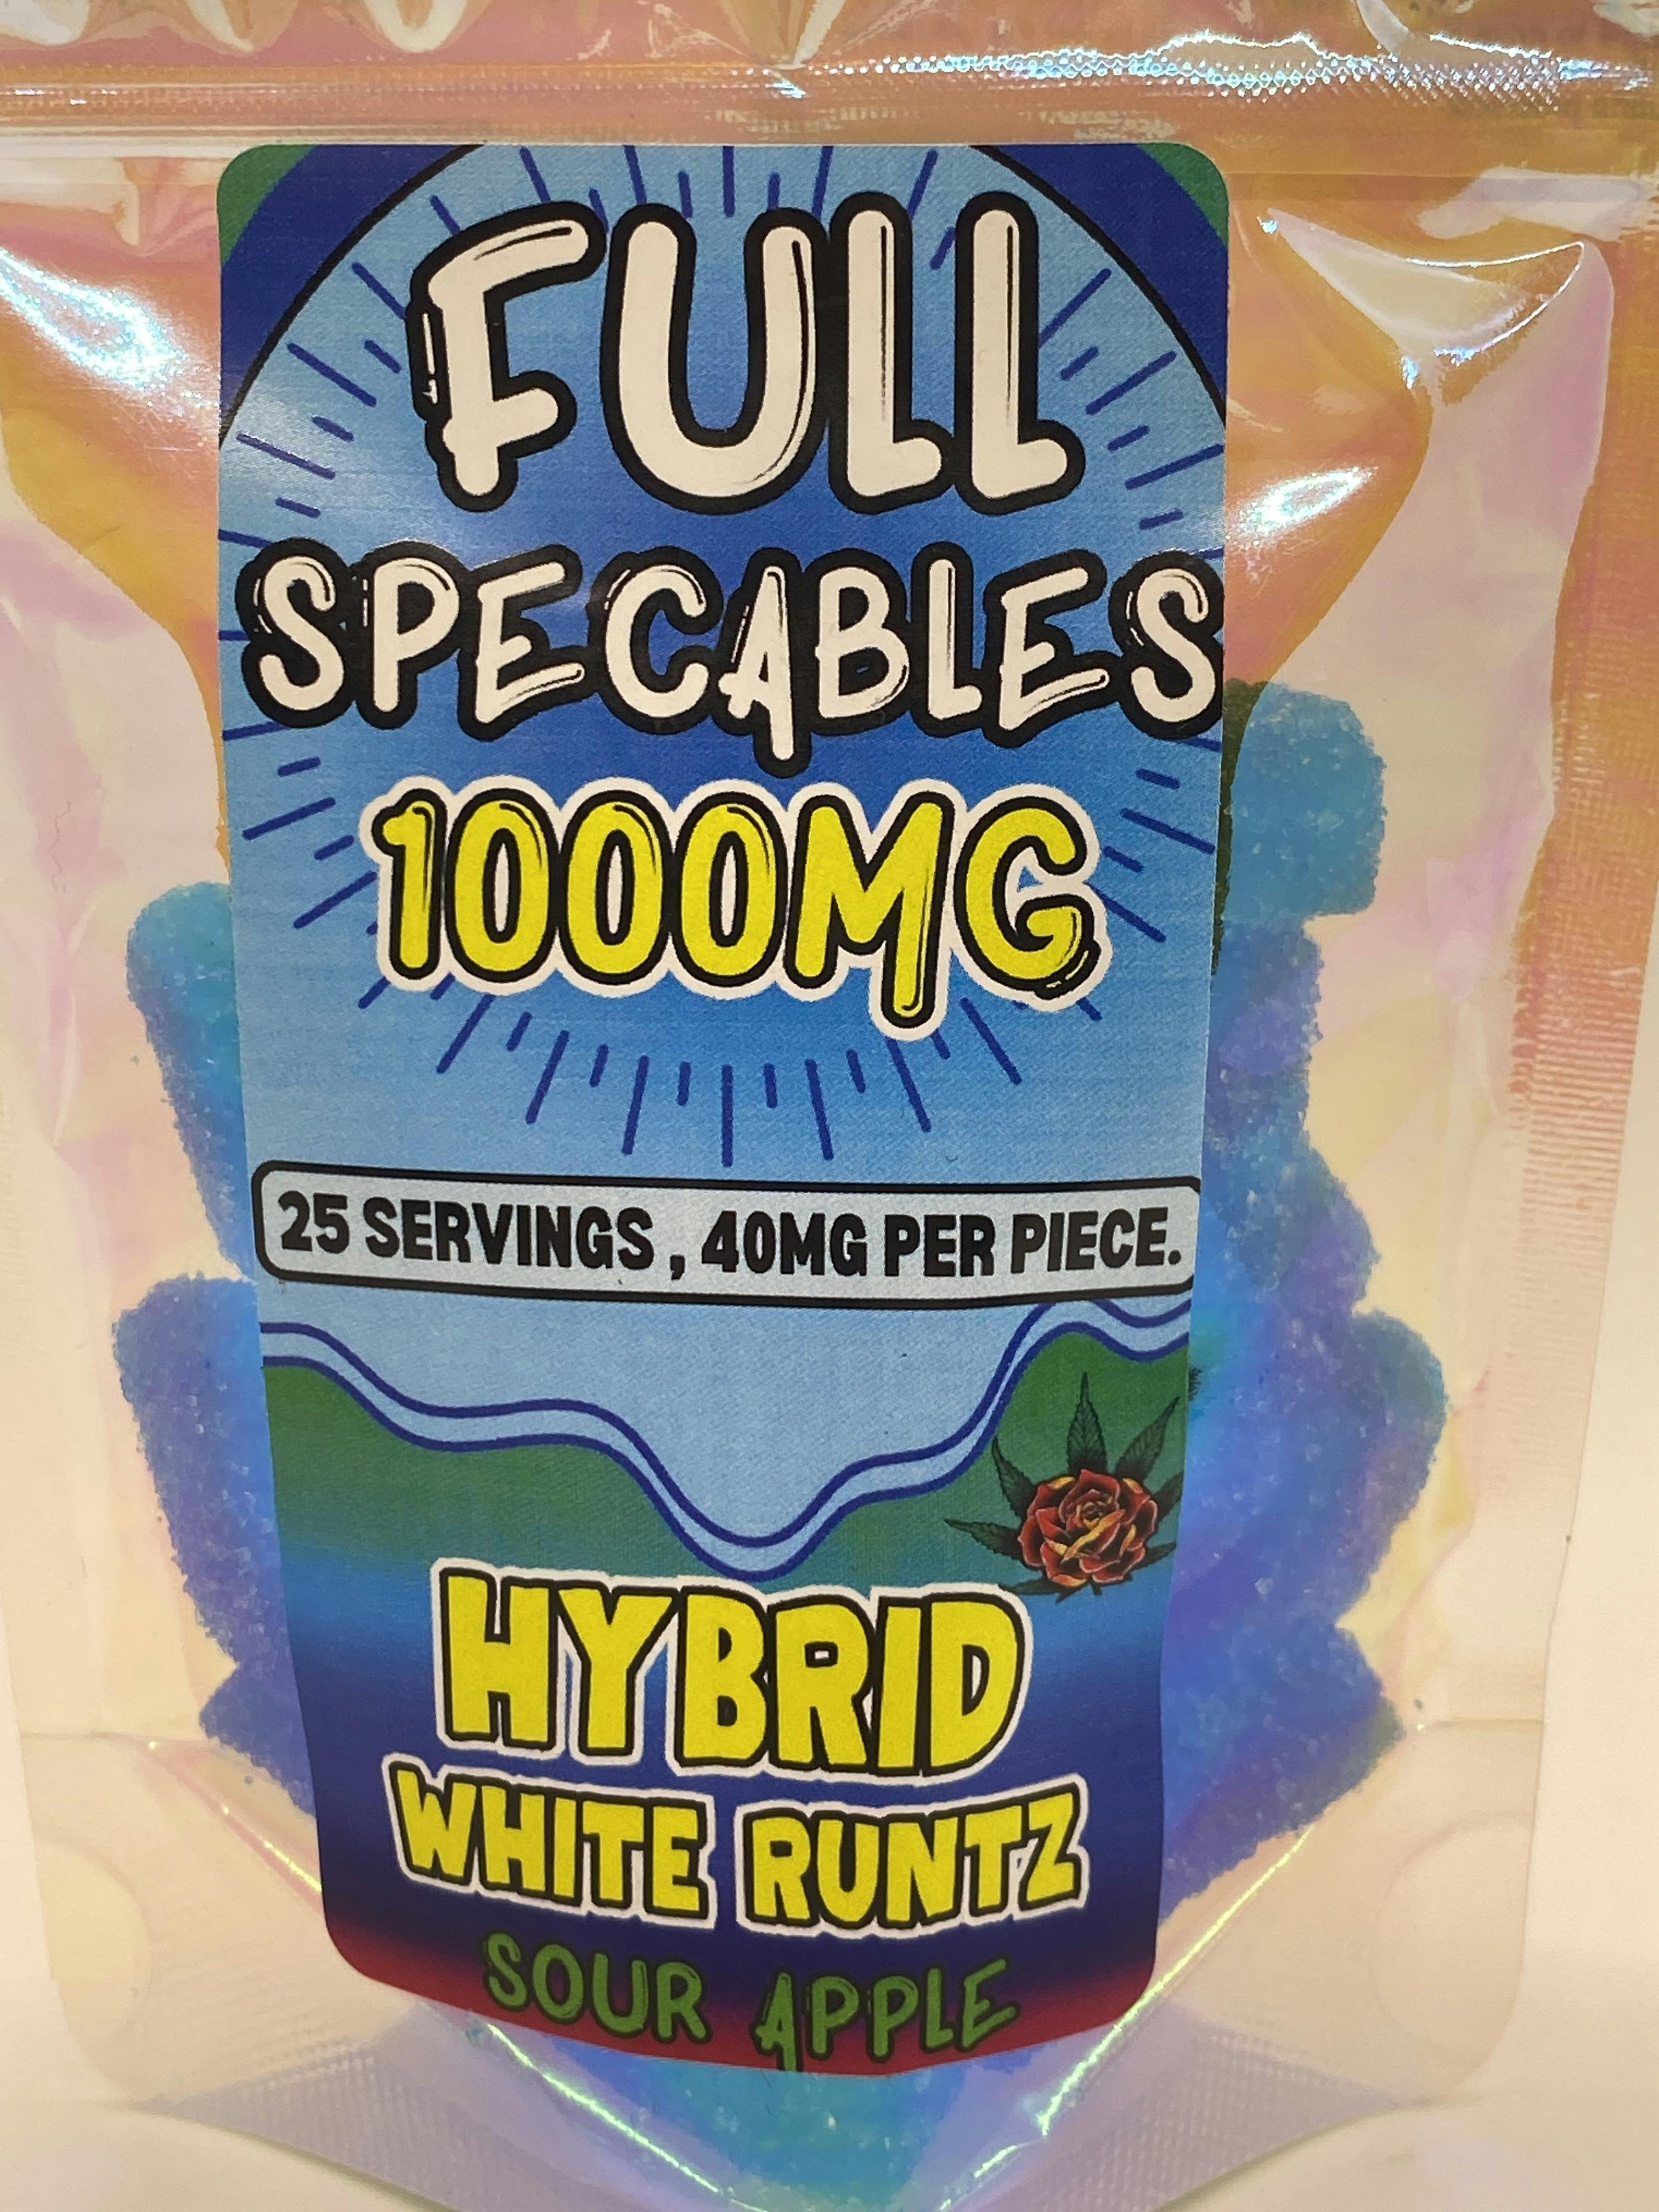 FULL
SPECABLES
1000MG
25 SERVINGS , 40MG PER PIECE.
HYBRID
WHITE RUNTZ
SOUR APPLE